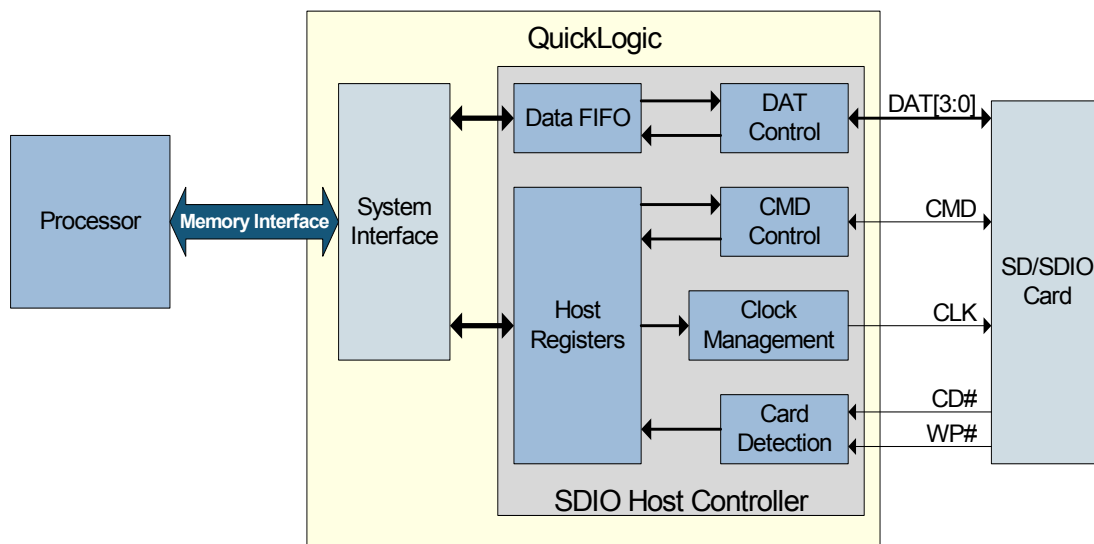 QuickLogic
Data FIFO
DAT
Control
DAT[3:0]
Processor
Memory Interface
System
Interface
CMD
Control
CMD
SD/SDIO
Card
Host
Registers
Clock
Management
CLK
Card
Detection
CD#
WP#
SDIO Host Controller